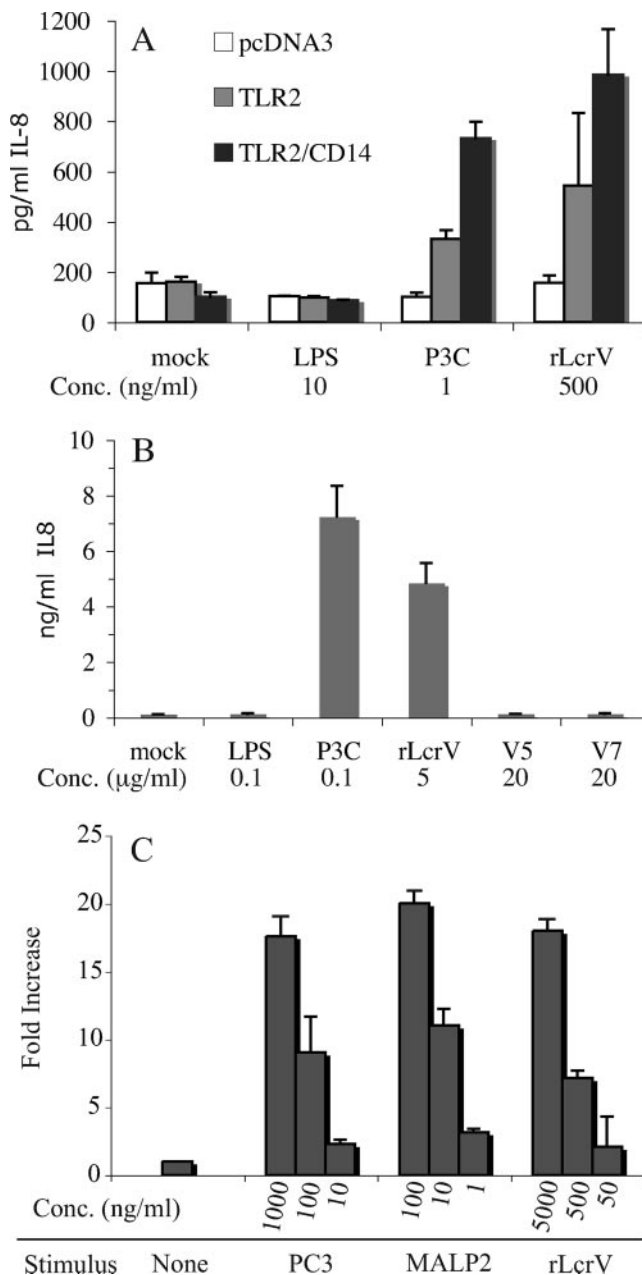 A
pg/ml IL-8
1200
1000
800
600
400
200
0
pcDNA3
TLR2
TLR2/CD14
mock LPS P3C rLcrV
Conc. (ng/ml) 10 1 500
B
ng/ml IL8
10
8
6
4
2
0
mock LPS P3C rLcrV V5 V7
Conc. (μg/ml) 0.1 0.1 5 20 20
C
Fold Increase
25
20
15
10
5
0
Conc. (ng/ml) 1000 100 10 100 10 1 5000 500 50
Stimulus None PC3 MALP2 rLcrV